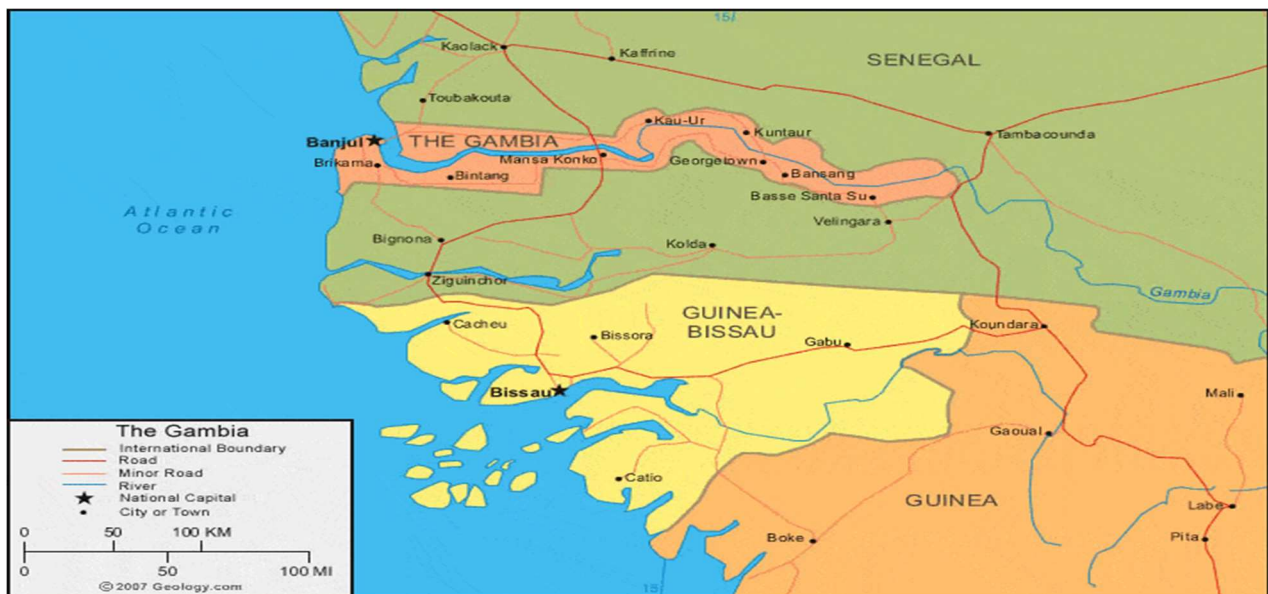 15
Kaolack
Kaffrine
SENEGAL
Toubakouta
Kau-Ur
Kuntaur
Tambacounda
Banjul
THE GAMBIA
Brikama
Mansa Konko
Georgetown
Bintang
Bansang
Basse Santa Su
Atlantic
Ocean
Velingara
Bignona
Kolda
Ziguinchor
Gambia
GUINEA-
BISSAU
Cacheu
Bissora
Gabu
Koundara
Bissau
Mali
Gaoual
Catio
GUINEA
Labe
Boke
Pita
15
The Gambia
International Boundary
Road
Minor Road
River
National Capital
City or Town
0 50 100 KM
0 50 100 MI
© 2007 Geology.com